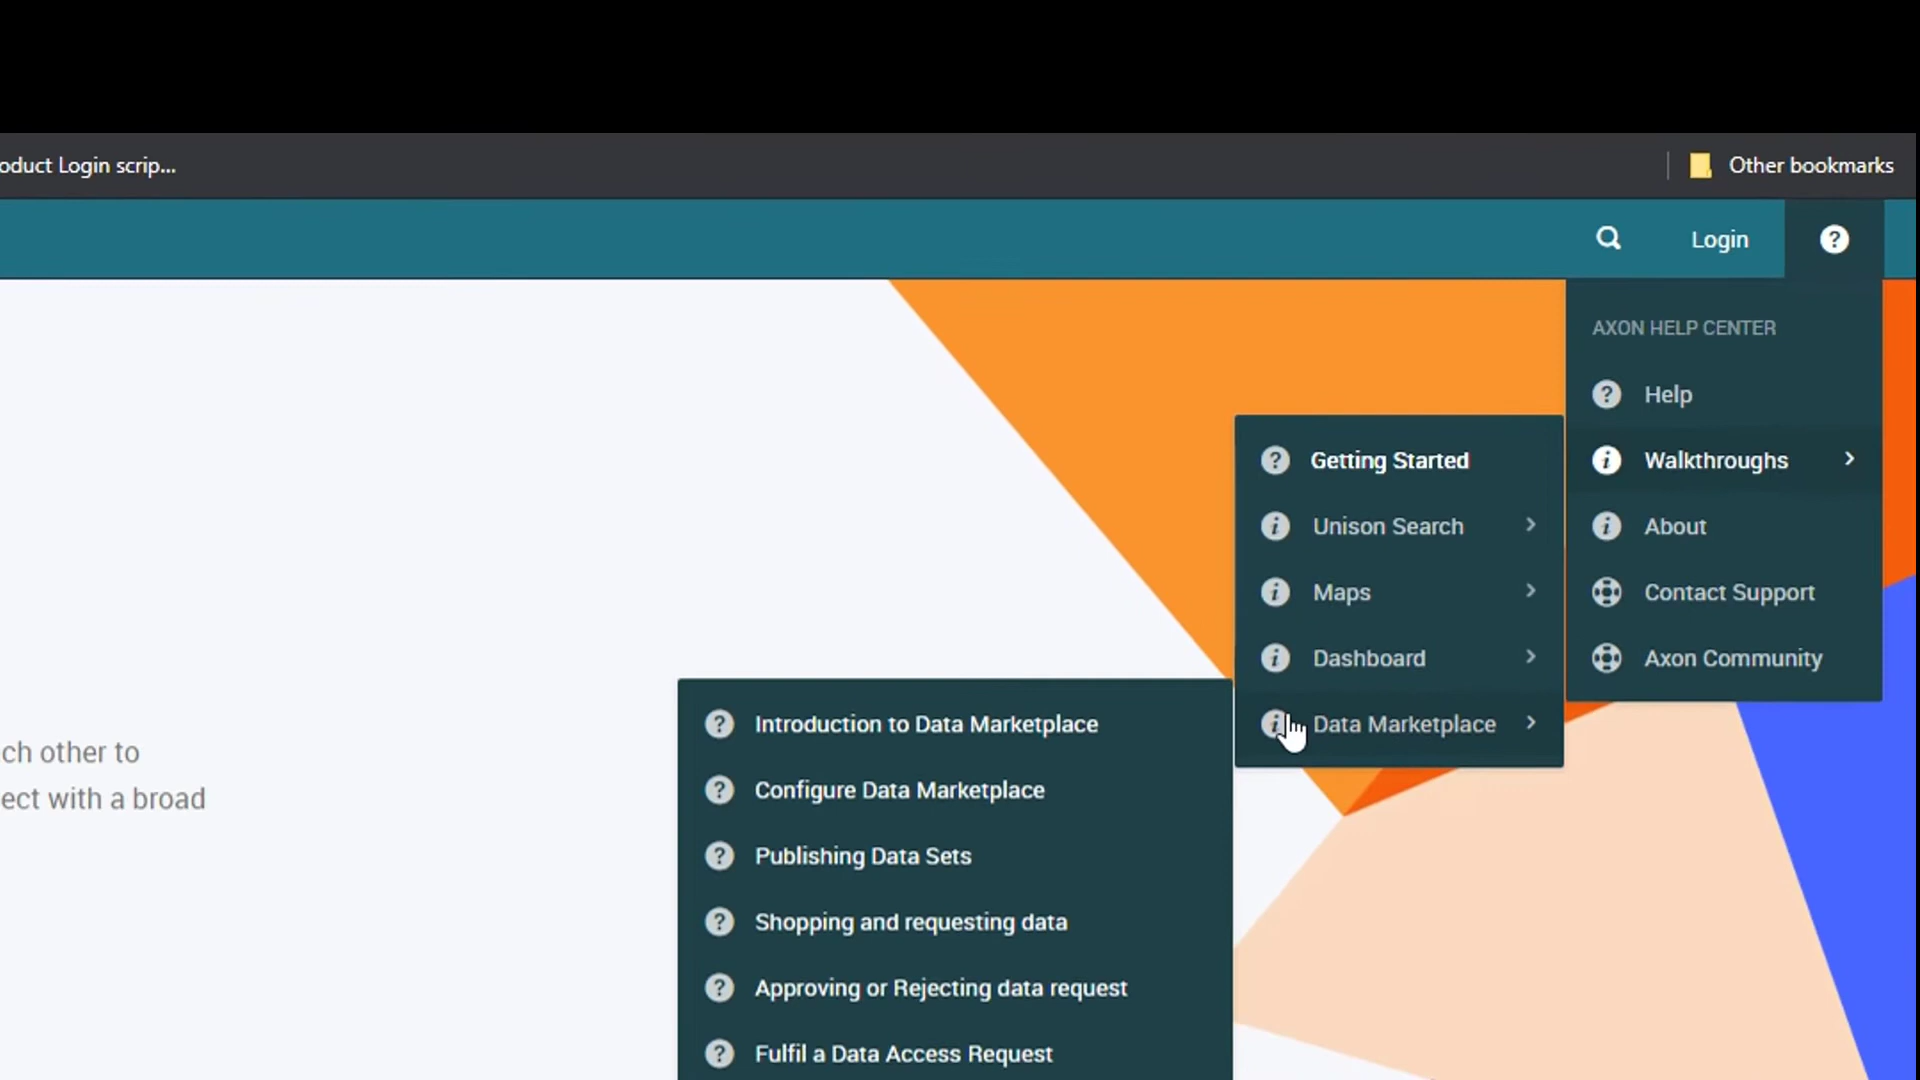 oduct Login scrip...
Other bookmarks
Login
AXON HELP CENTER
Help
Walkthroughs
About
Contact Support
Axon Community
Getting Started
Unison Search
Maps
Dashboard
Data Marketplace
Introduction to Data Marketplace
Configure Data Marketplace
Publishing Data Sets
Shopping and requesting data
Approving or Rejecting data request
Fulfil a Data Access Request
ch other to
ect with a broad